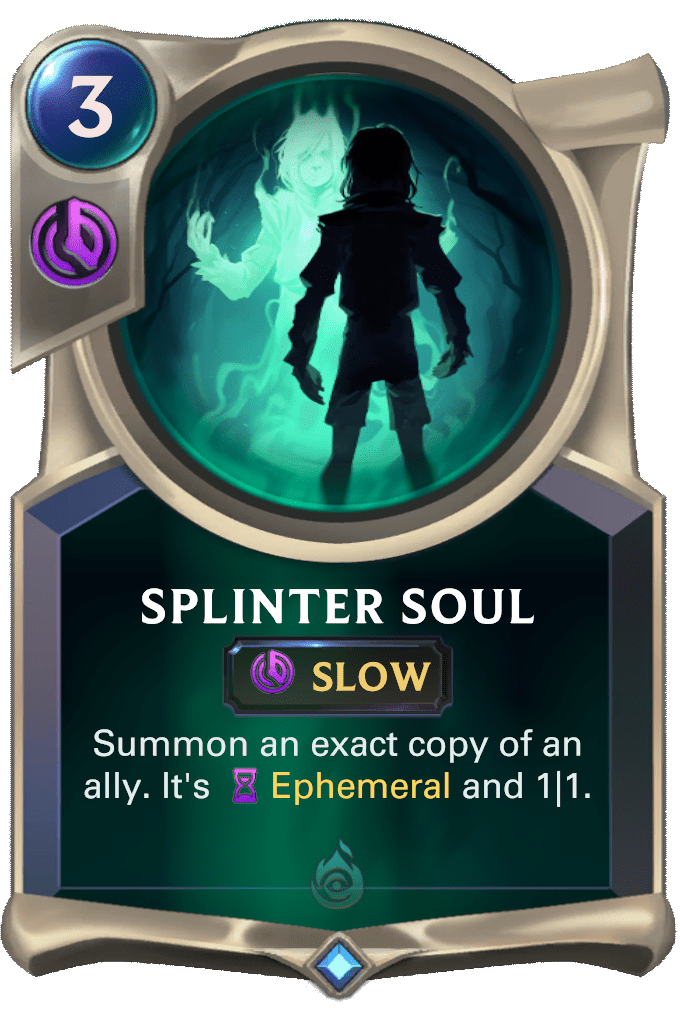 3
SPLINTER SOUL
SLOW
Summon an exact copy of an
ally. It's Ephemeral and 1|1.